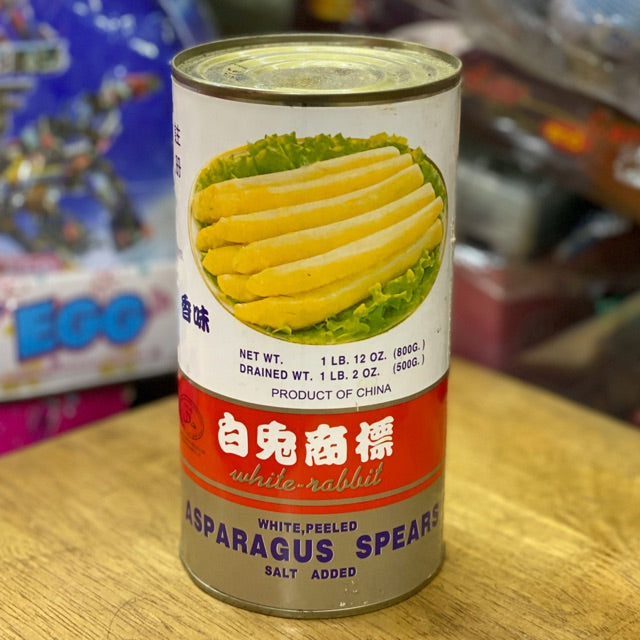 EGG
香味
NET WT. 1 LB. 12 OZ. (800G.)
DRAINED WT. 1 LB. 2 OZ. (500G.)
PRODUCT OF CHINA
白兎商標
white-rabbit
WHITE,PEELED
ASPARAGUS SPEARS
SALT ADDED